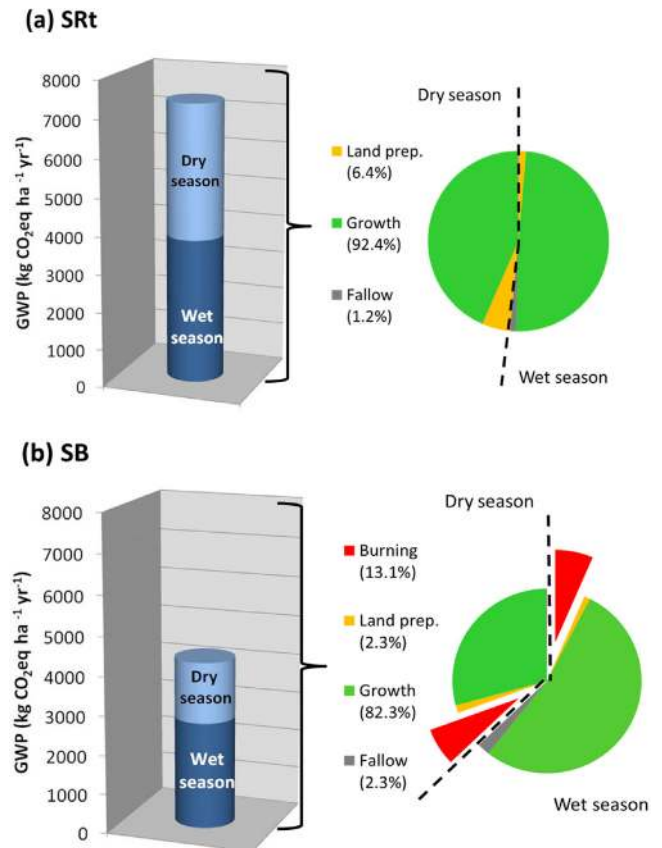 (a) SRt
8000
7000
6000
5000
4000
3000
2000
1000
0
GWP (kg CO₂eq ha ⁻¹ yr⁻¹)
Dry
season
Wet
season
Land prep.
(6.4%)
Growth
(92.4%)
Fallow
(1.2%)
Dry season
Wet season
(b) SB
8000
7000
6000
5000
4000
3000
2000
1000
0
GWP (kg CO₂eq ha ⁻¹ yr⁻¹)
Dry
season
Wet
season
Burning
(13.1%)
Land prep.
(2.3%)
Growth
(82.3%)
Fallow
(2.3%)
Dry season
Wet season